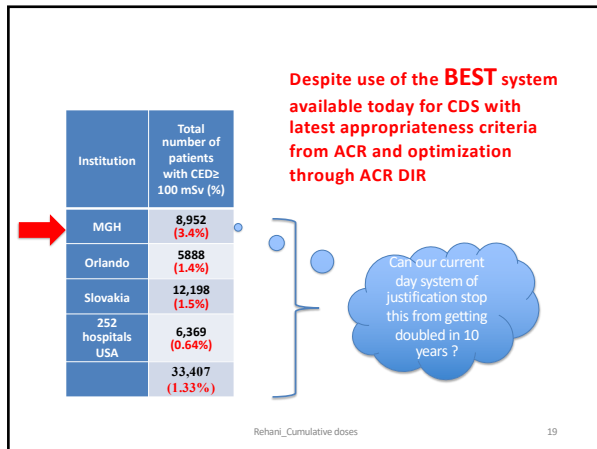 Despite use of the BEST system
available today for CDS with
latest appropriateness criteria
from ACR and optimization
through ACR DIR
Institution
Total
number of
patients
with CED≥
100 mSv (%)
MGH
8,952
(3.4%)
Orlando
5888
(1.4%)
Slovakia
12,198
(1.5%)
252
hospitals
USA
6,369
(0.64%)
33,407
(1.33%)
Can our current
day system of
justification stop
this from getting
doubled in 10
years ?
Rehani_Cumulative doses
19